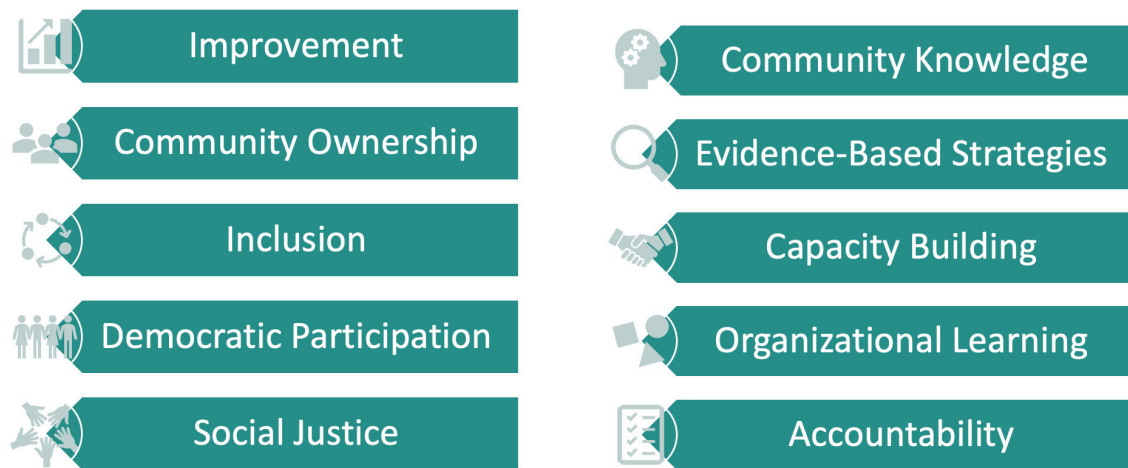 Improvement
Community Ownership
Inclusion
Democratic Participation
Social Justice
Community Knowledge
Evidence-Based Strategies
Capacity Building
Organizational Learning
Accountability